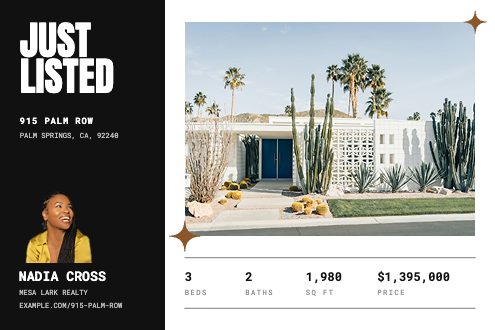 JUST
LISTED
915 PALM ROW
PALM SPRINGS, CA, 92240
NADIA CROSS
MESA LARK REALTY
EXAMPLE.COM/915-PALM-ROW
3
BEDS
2
BATHS
1,980
SQ FT
$1,395,000
PRICE